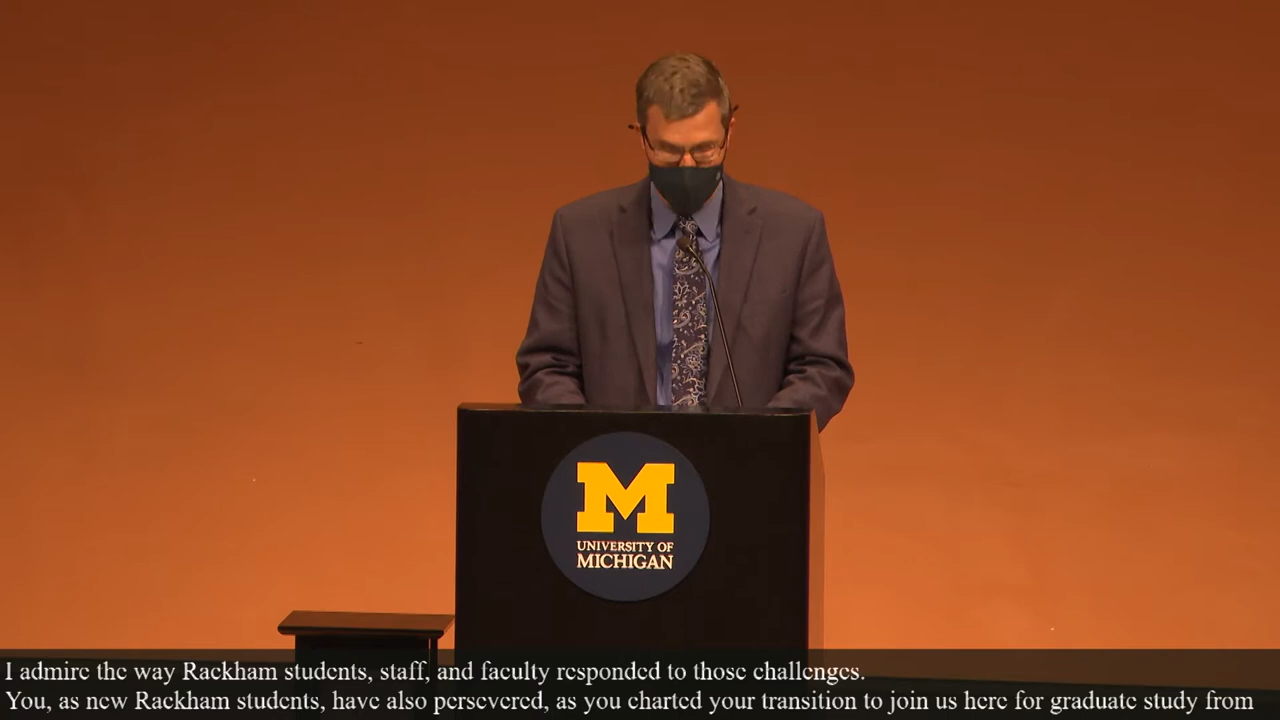 M
UNIVERSITY OF
MICHIGAN
I admire the way Rackham students, staff, and faculty responded to those challenges.
You, as new Rackham students, have also persevered, as you charted your transition to join us here for graduate study from